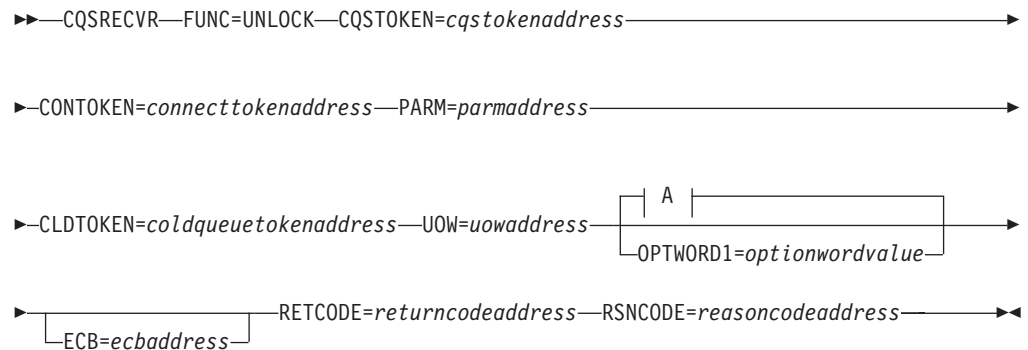 CQSRECVR FUNC=UNLOCK CQSTOKEN=cqstokenaddress
CONTOKEN=connecttokenaddress PARM=parmaddress
A
CLDTOKEN=coldqueuetokenaddress UOW=uowaddress
OPTWORD1=optionwordvalue
RETCODE=returncodeaddress RSNCODE=reasoncodeaddress
ECB=ecbaddress